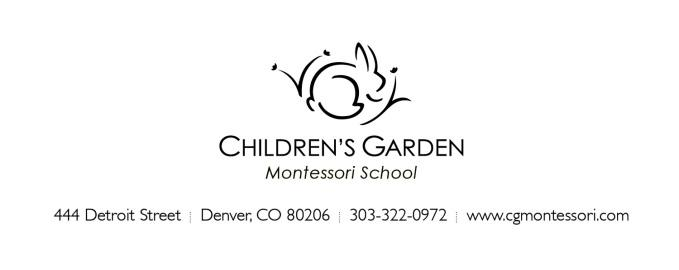 CHILDREN'S GARDEN
Montessori School
444 Detroit Street | Denver, CO 80206 | 303-322-0972 | www.cgmontessori.com